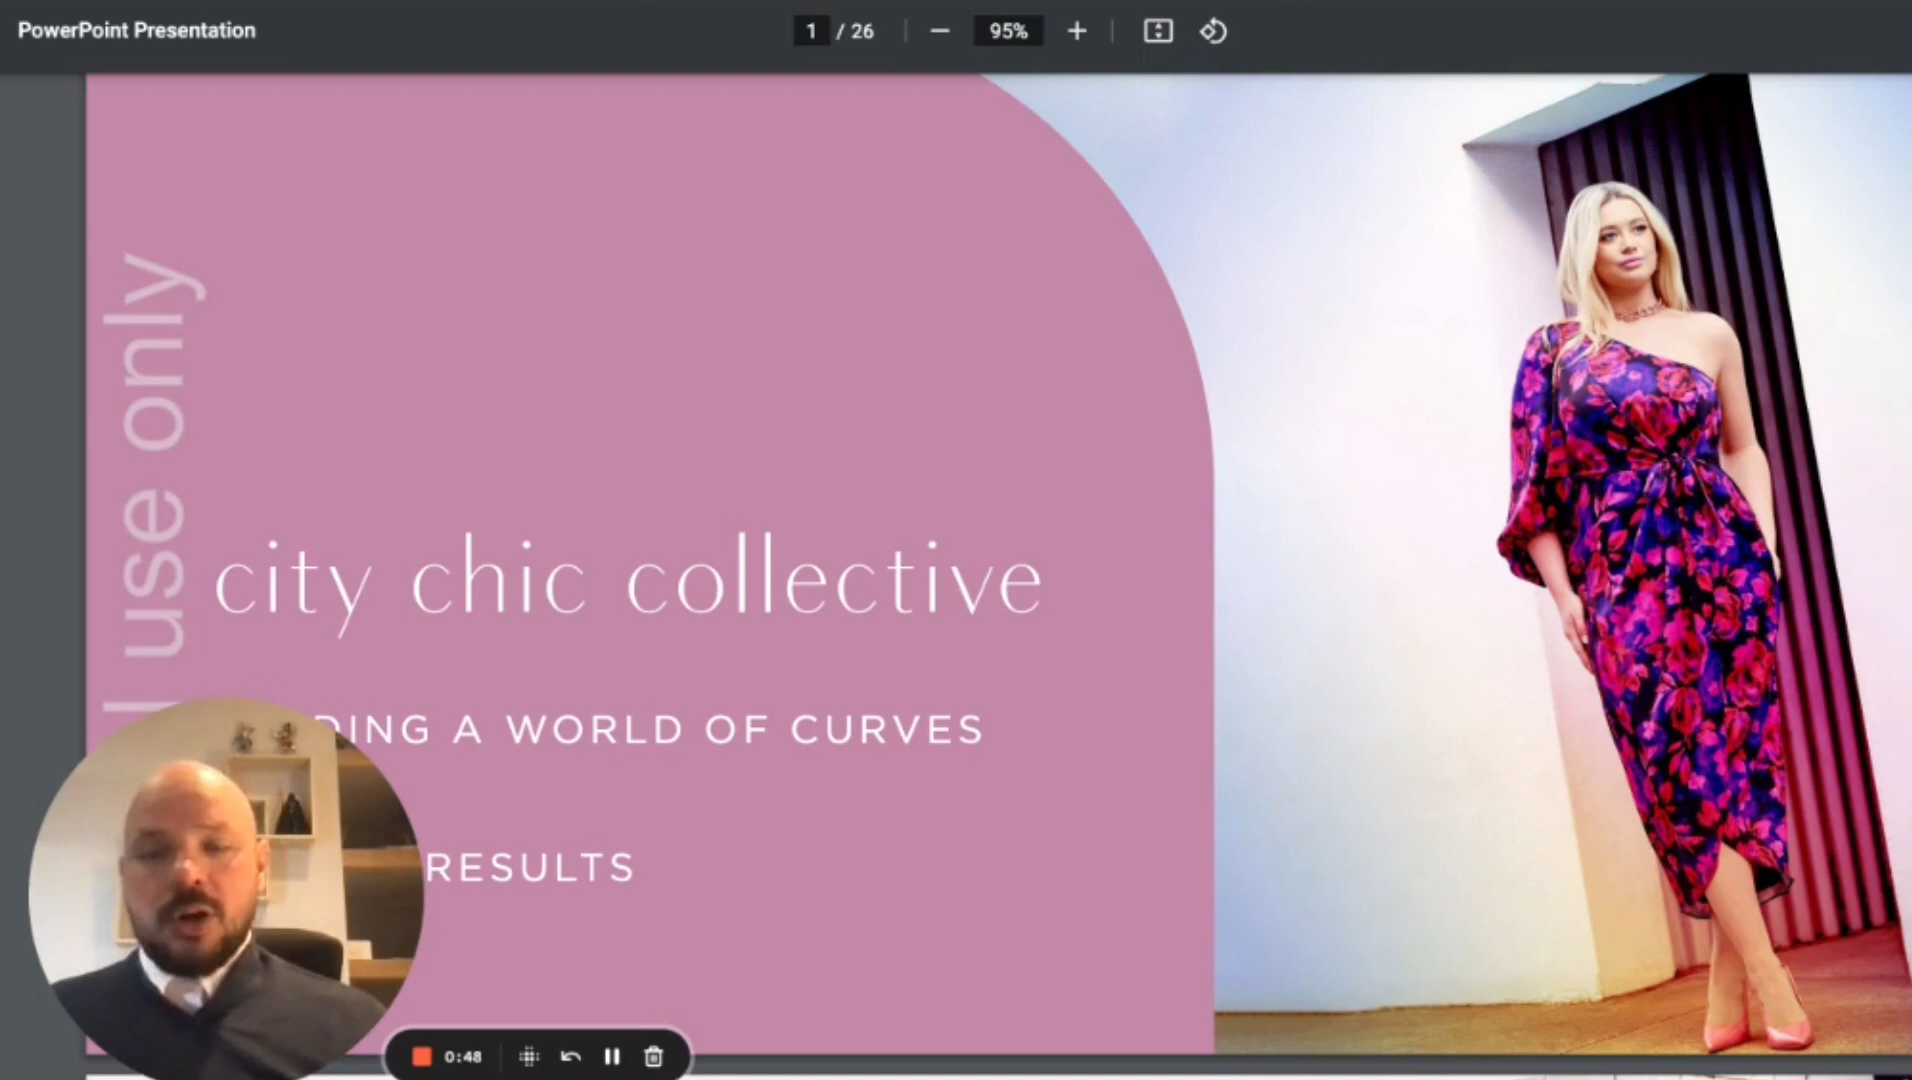 PowerPoint Presentation
1 / 26
95%
use only
city chic collective
DING A WORLD OF CURVES
RESULTS
0:48